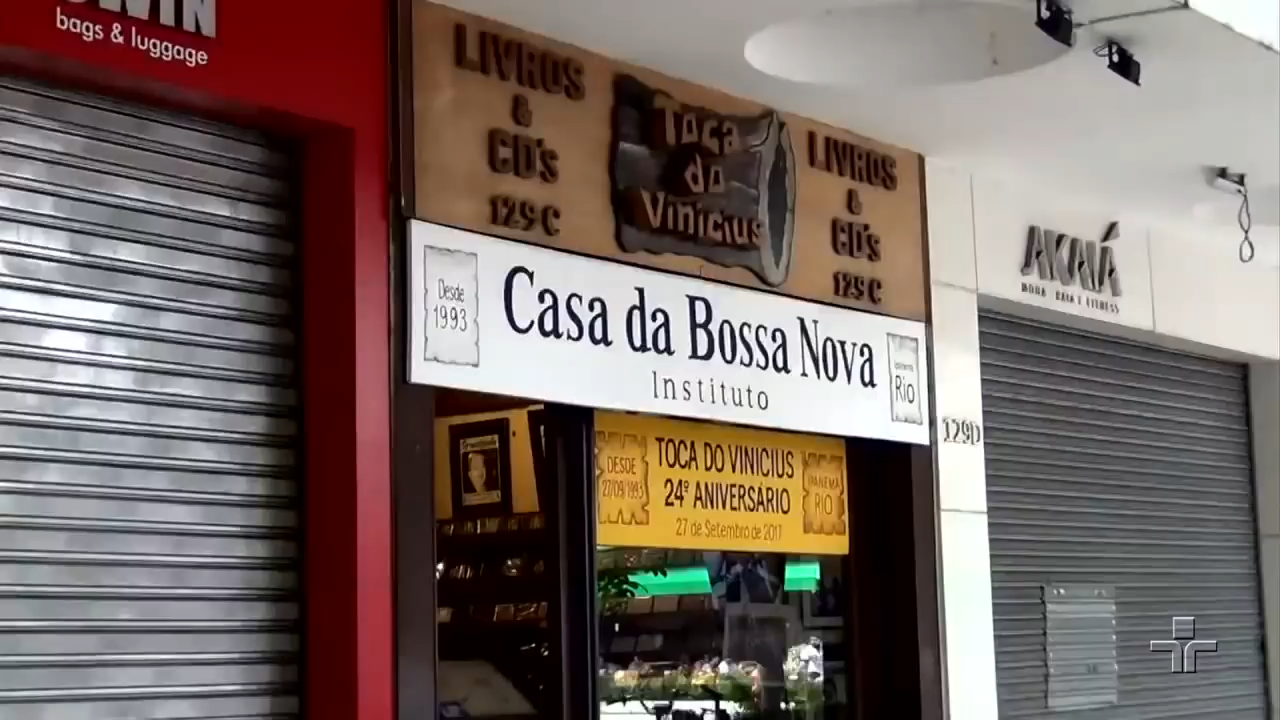 bags & luggage
LIVROS
&
CD's
129 C
Toca
do
Vinicius
LIVROS
&
CD's
129 C
Desde
1993
Casa da Bossa Nova
Instituto
Rio
DESDE
27/09/1993
TOCA DO VINICIUS
24º ANIVERSÁRIO
27 de Setembro de 2017
IPANEMA
RIO
AKAIÁ
129D